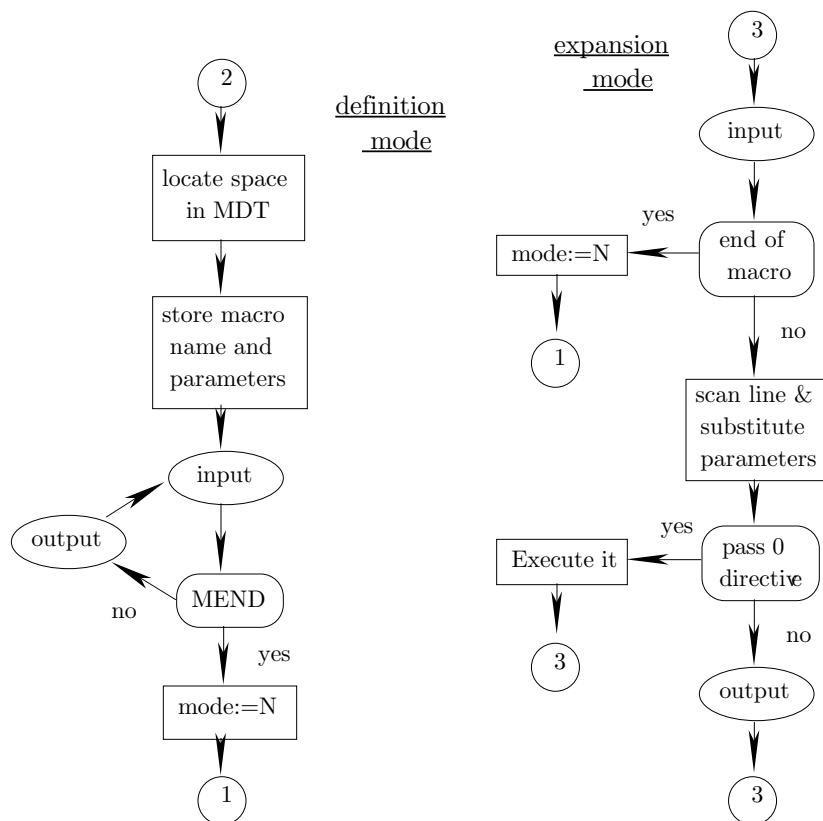 2
definition
mode
locate space
in MDT
store macro
name and
parameters
input
output
MEND
no
yes
mode:=N
1
expansion
mode
3
input
yes
end of
macro
mode:=N
1
no
scan line &
substitute
parameters
yes
pass 0
directive
Execute it
3
no
output
3